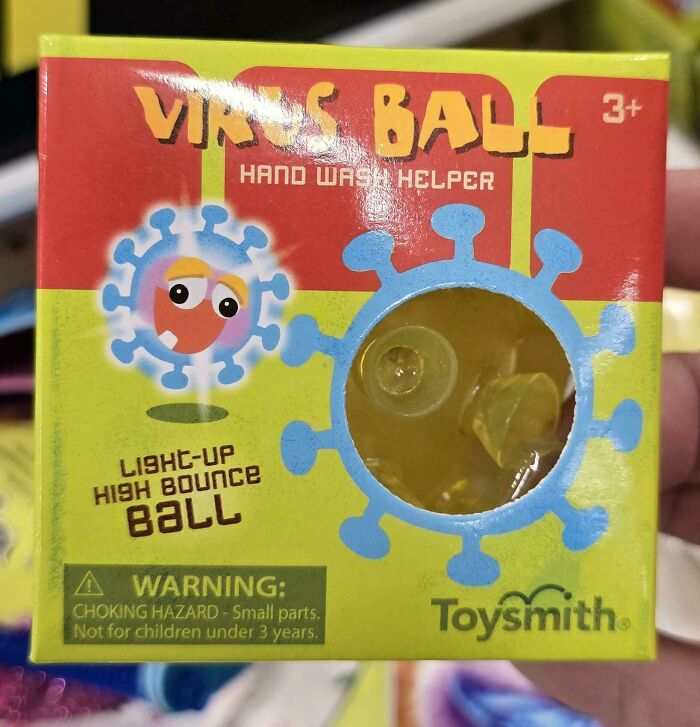 VIRUS BALL
3+
HAND WASH HELPER
LIGHT-UP
HIGH BOUNCE
BALL
WARNING:
CHOKING HAZARD - Small parts.
Not for children under 3 years.
Toysmith®